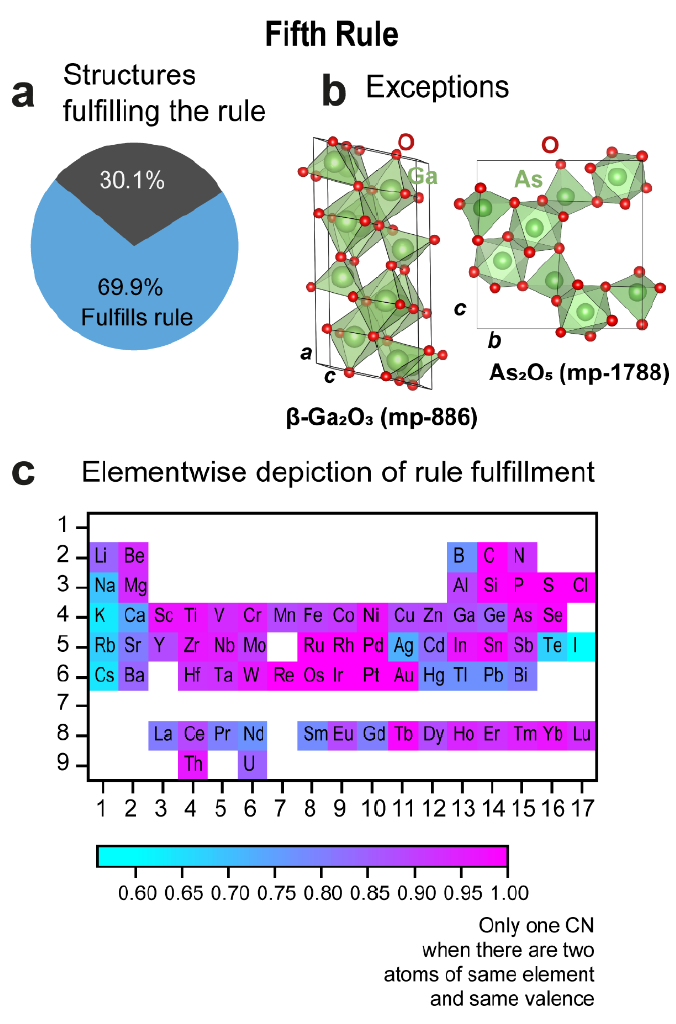 Fifth Rule
a Structures
fulfilling the rule
30.1%
69.9%
Fulfills rule
b Exceptions
O
Ga
a
c
β-Ga₂O₃ (mp-886)
O
As
c
b
As₂O₅ (mp-1788)
c Elementwise depiction of rule fulfillment
1
2 Li Be B C N
3 Na Mg Al Si P S Cl
4 K Ca Sc Ti V Cr Mn Fe Co Ni Cu Zn Ga Ge As Se
5 Rb Sr Y Zr Nb Mo Ru Rh Pd Ag Cd In Sn Sb Te I
6 Cs Ba Hf Ta W Re Os Ir Pt Au Hg Tl Pb Bi
7
8 La Ce Pr Nd Sm Eu Gd Tb Dy Ho Er Tm Yb Lu
9 Th U
1 2 3 4 5 6 7 8 9 10 11 12 13 14 15 16 17
0.60 0.65 0.70 0.75 0.80 0.85 0.90 0.95 1.00
Only one CN
when there are two
atoms of same element
and same valence